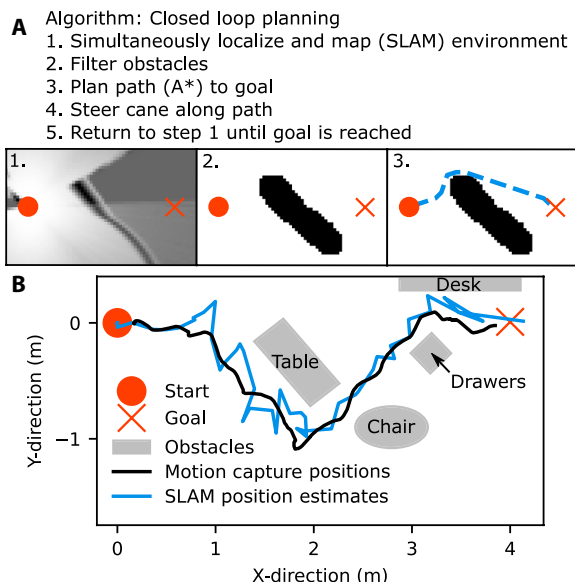 A
Algorithm: Closed loop planning
1. Simultaneously localize and map (SLAM) environment
2. Filter obstacles
3. Plan path (A*) to goal
4. Steer cane along path
5. Return to step 1 until goal is reached
1.
2.
3.
B
Desk
Table
Drawers
Chair
Start
Goal
Obstacles
Motion capture positions
SLAM position estimates
Y-direction (m)
0
−1
0
1
2
3
4
X-direction (m)